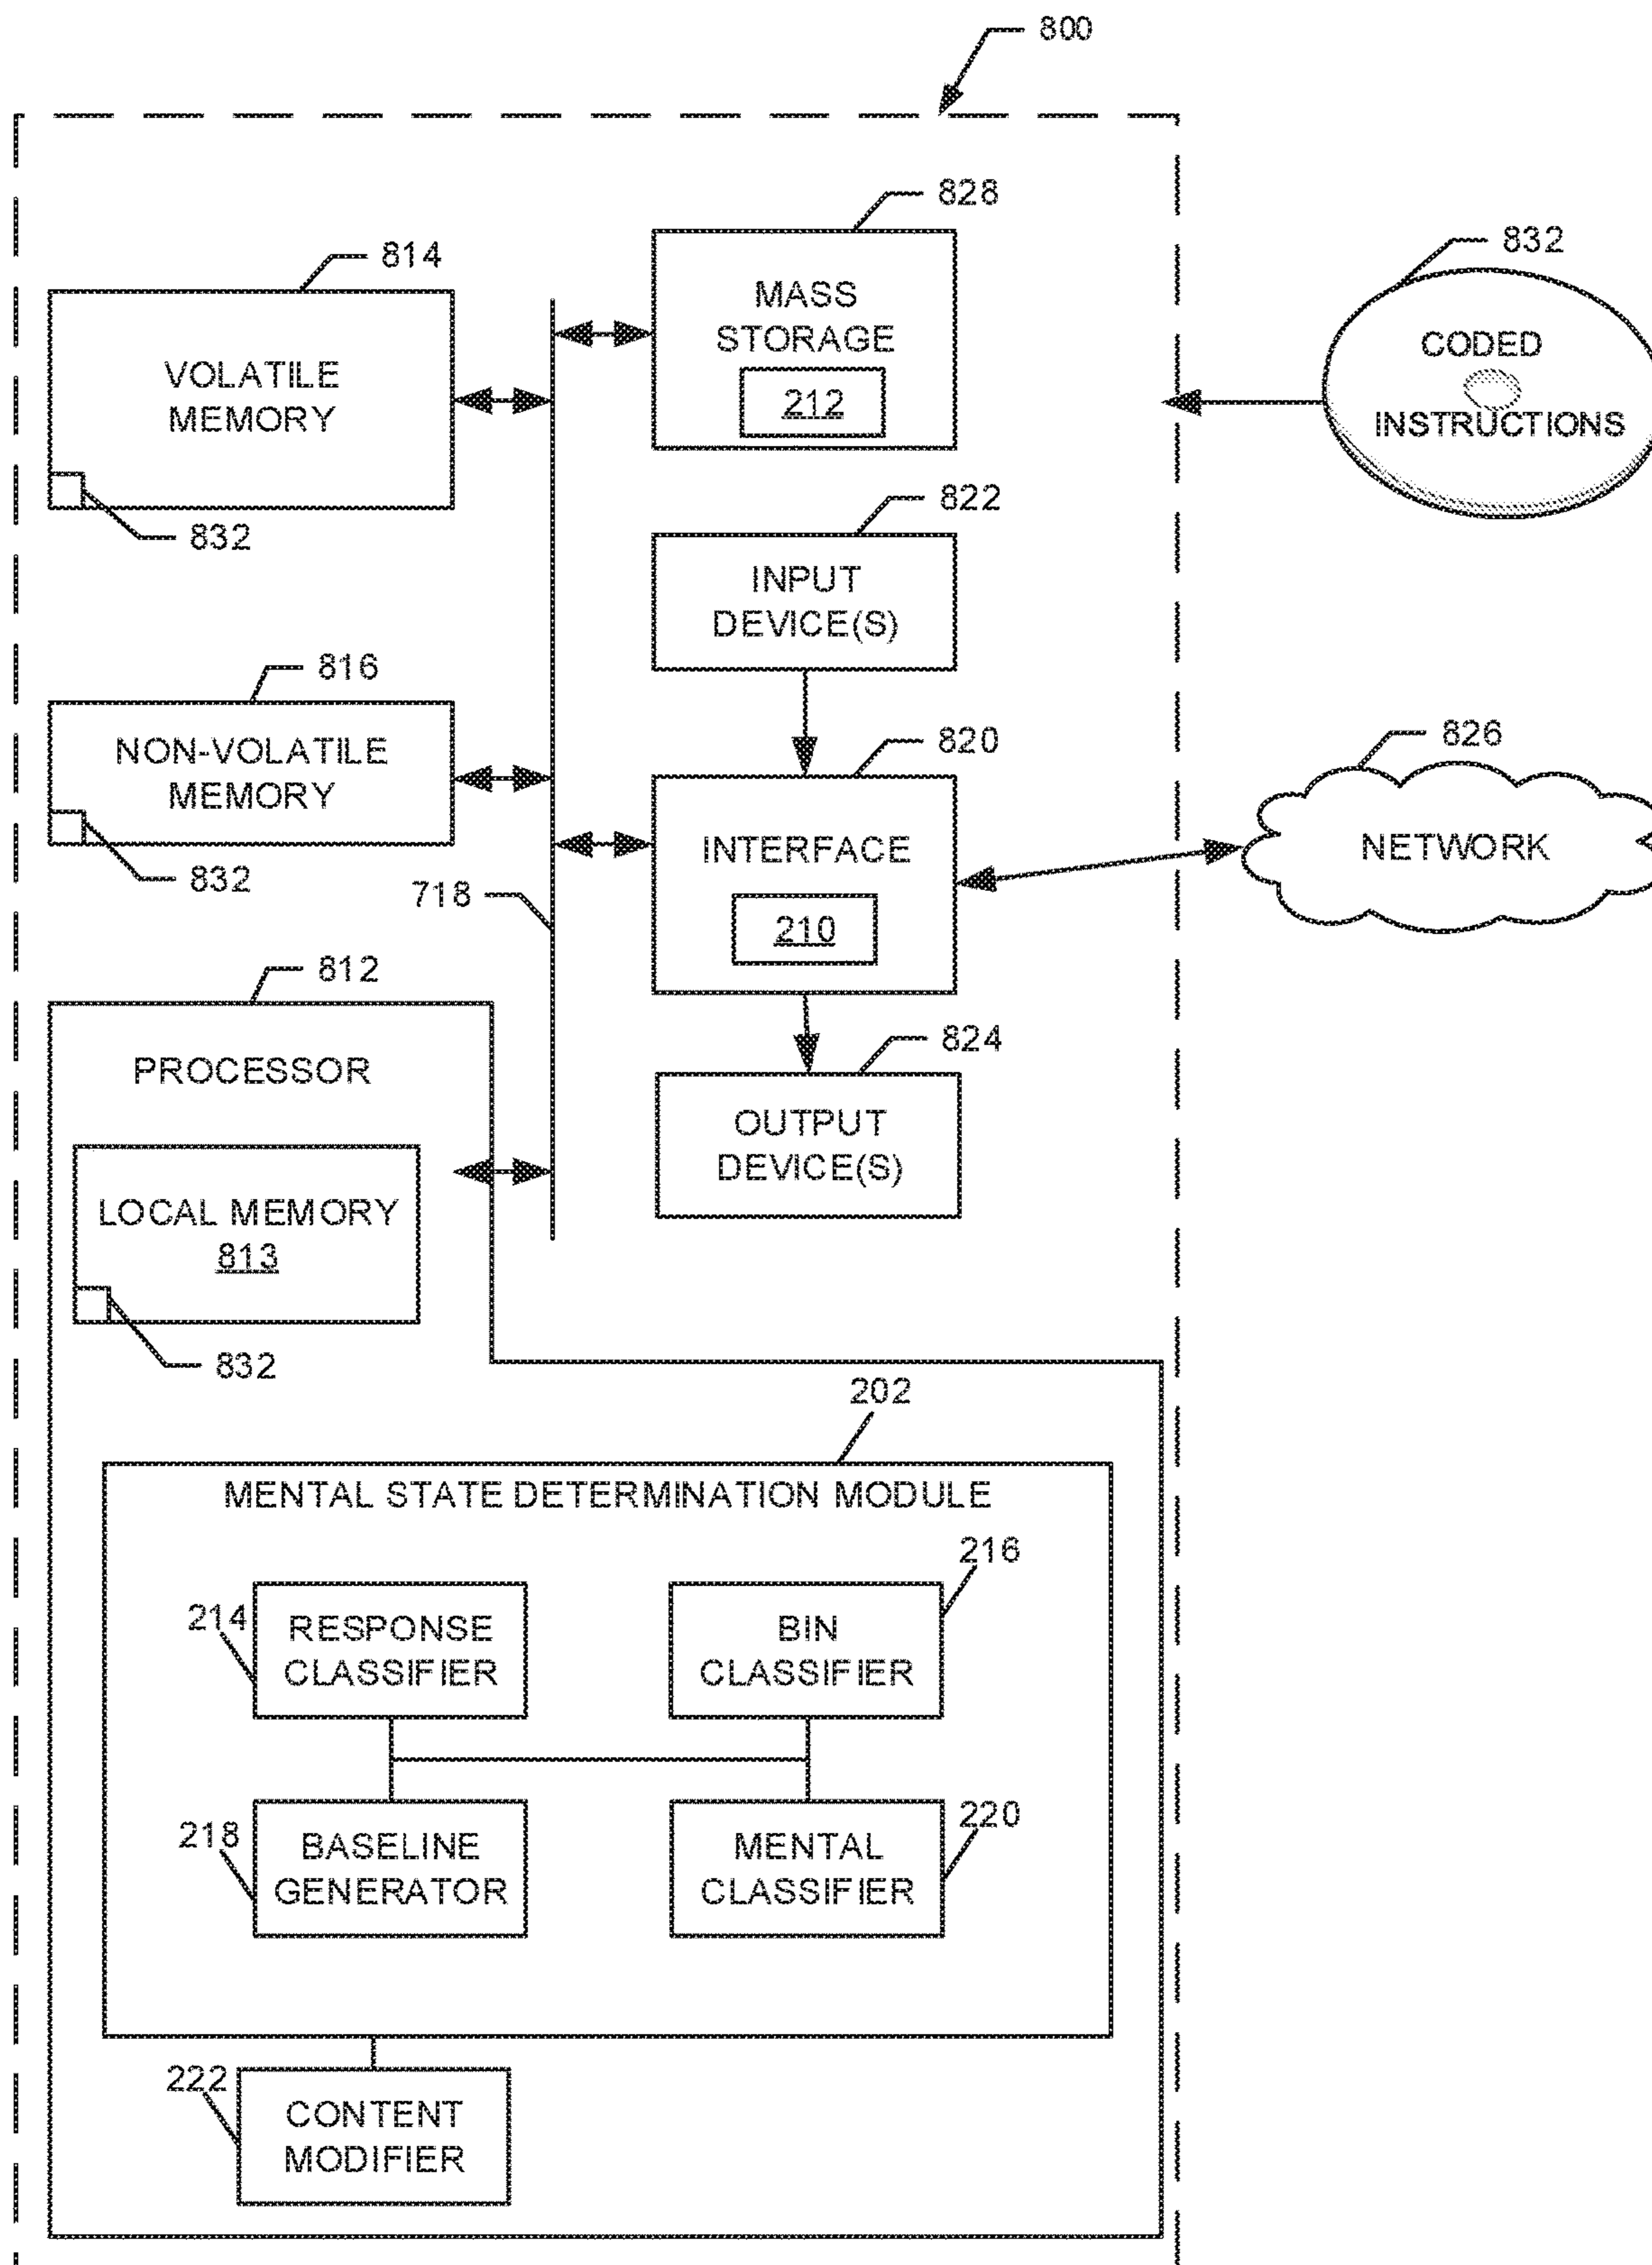 800
828
814
832
MASS
STORAGE
212
VOLATILE
MEMORY
CODED
INSTRUCTIONS
832
822
INPUT
DEVICE(S)
816
820
826
NON-VOLATILE
MEMORY
832
INTERFACE
210
NETWORK
718
812
824
PROCESSOR
OUTPUT
DEVICE(S)
LOCAL MEMORY
813
832
202
MENTAL STATE DETERMINATION MODULE
216
214
RESPONSE
CLASSIFIER
BIN
CLASSIFIER
218
BASELINE
GENERATOR
220
MENTAL
CLASSIFIER
222
CONTENT
MODIFIER